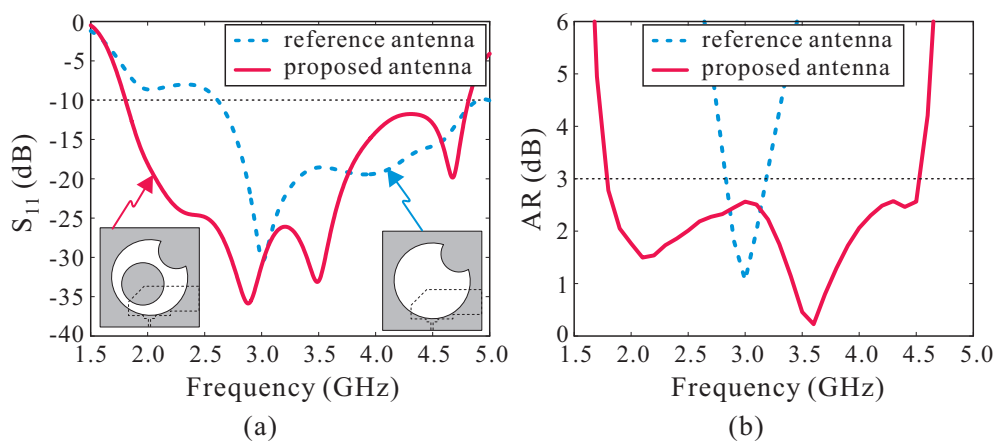 0
-5
-10
-15
-20
-25
-30
-35
-40
S11 (dB)
reference antenna
proposed antenna
1.5 2.0 2.5 3.0 3.5 4.0 4.5 5.0
Frequency (GHz)
(a)
6
5
4
3
2
1
0
AR (dB)
reference antenna
proposed antenna
1.5 2.0 2.5 3.0 3.5 4.0 4.5 5.0
Frequency (GHz)
(b)